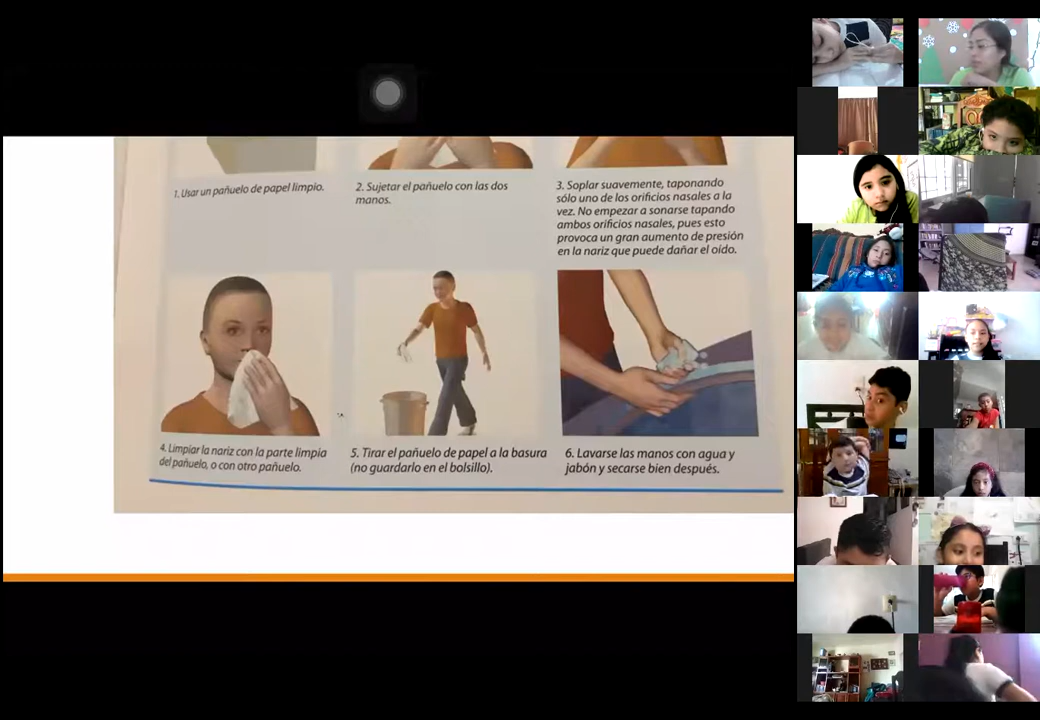 1. Usar un pañuelo de papel limpio.
2. Sujetar el pañuelo con las dos
manos.
3. Soplar suavemente, taponando
sólo uno de los orificios nasales a la
vez. No empezar a sonarse tapando
ambos orificios nasales, pues esto
provoca un gran aumento de presión
en la nariz que puede dañar el oído.
4. Limpiar la nariz con la parte limpia
del pañuelo, o con otro pañuelo.
5. Tirar el pañuelo de papel a la basura
(no guardarlo en el bolsillo).
6. Lavarse las manos con agua y
jabón y secarse bien después.